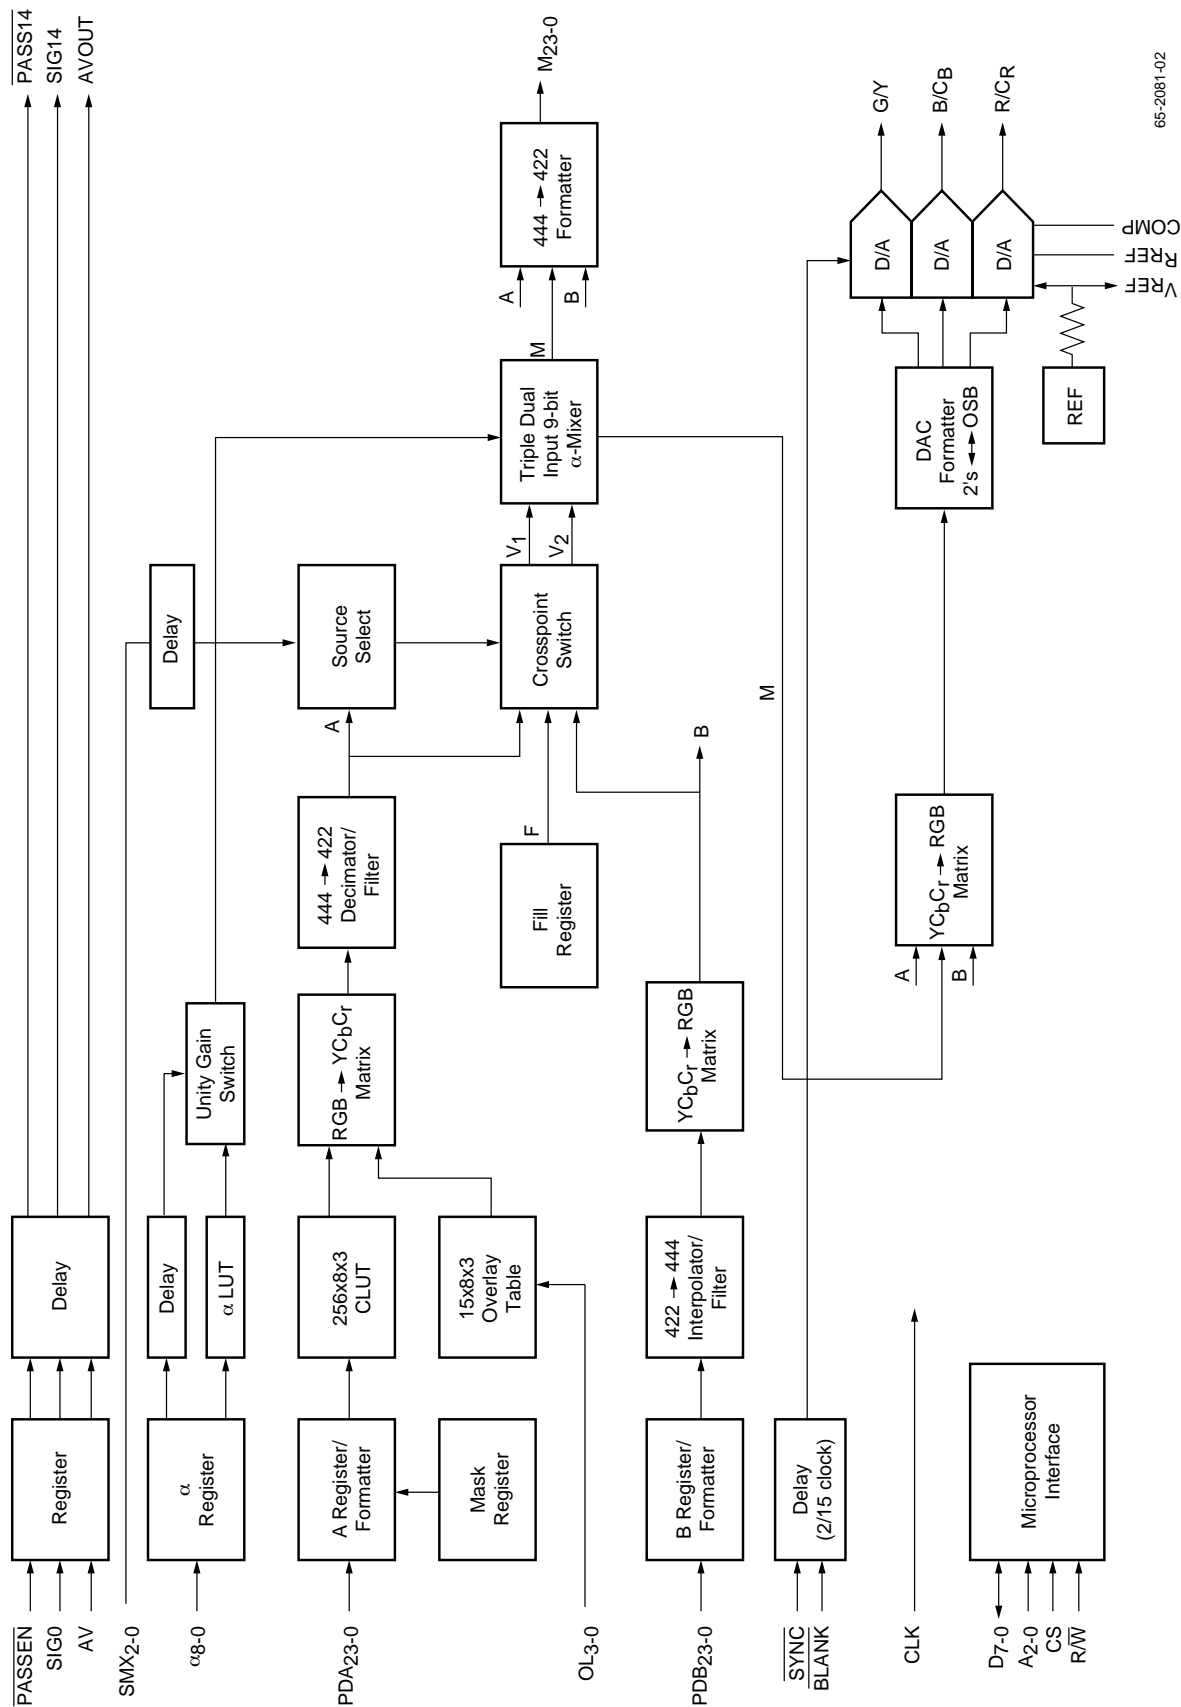 PASSEN
SIG0
AV
SMX2-0
α8-0
PDA23-0
OL3-0
PDB23-0
SYNC
BLANK
CLK
D7-0
A2-0
CS
R/W
Register
α
Register
A Register/
Formatter
Mask
Register
B Register/
Formatter
Delay
(2/15 clock)
Microprocessor
Interface
Delay
Delay
α LUT
256x8x3
CLUT
15x8x3
Overlay
Table
422 → 444
Interpolator/
Filter
Unity Gain
Switch
RGB → YCbCr
Matrix
YCbCr → RGB
Matrix
444 → 422
Decimator/
Filter
Fill
Register
F
A
B
Delay
Source
Select
Crosspoint
Switch
V1
V2
Triple Dual
Input 9-bit
α-Mixer
M
M
A
B
444 → 422
Formatter
M23-0
A
B
YCbCr → RGB
Matrix
DAC
Formatter
2's ↔ OSB
REF
D/A
D/A
D/A
G/Y
B/CB
R/CR
VREF
RREF
COMP
PASS14
SIG14
AVOUT
65-2081-02